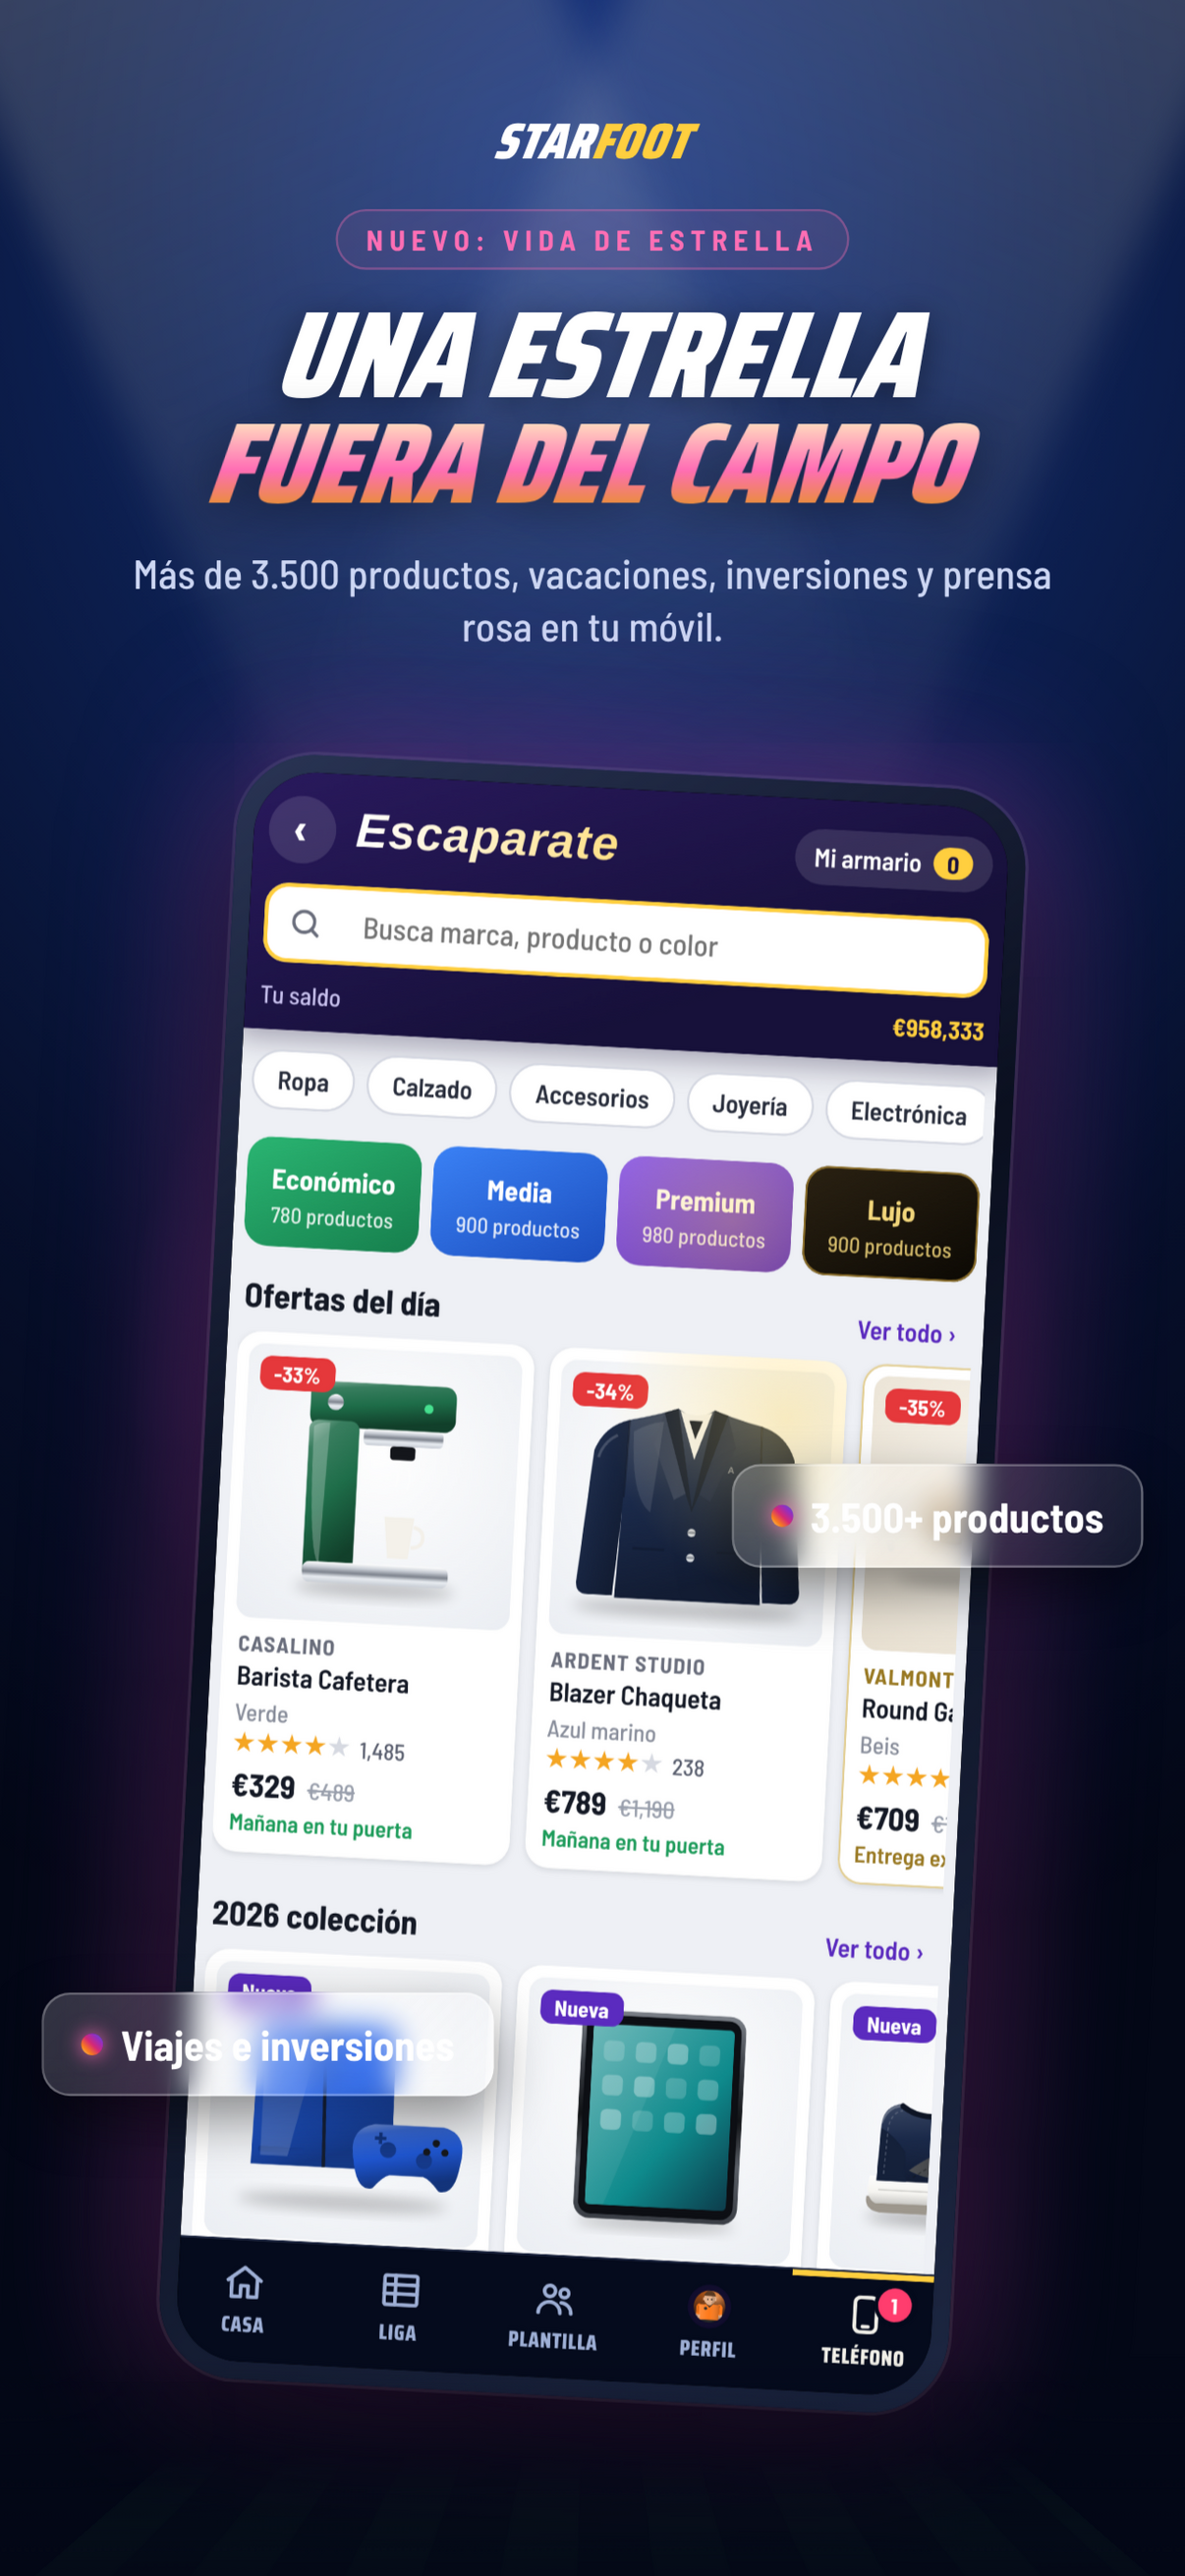 STARFOOT
NUEVO: VIDA DE ESTRELLA
UNA ESTRELLA
FUERA DEL CAMPO
Más de 3.500 productos, vacaciones, inversiones y prensa
rosa en tu móvil.
‹ Escaparate
Mi armario 0
Busca marca, producto o color
Tu saldo
€958,333
Ropa
Calzado
Accesorios
Joyería
Electrónica
Económico
780 productos
Media
900 productos
Premium
980 productos
Lujo
900 productos
Ofertas del día
Ver todo ›
-33%
-34%
-35%
A
3.500+ productos
CASALINO
Barista Cafetera
Verde
1,485
€329 €489
Mañana en tu puerta
ARDENT STUDIO
Blazer Chaqueta
Azul marino
238
€789 €1,190
Mañana en tu puerta
VALMONT
Round
Beis
€709
Entrega
2026 colección
Ver todo ›
Nueva
Nueva
Viajes e inversiones
CASA
LIGA
PLANTILLA
PERFIL
1
TELÉFONO